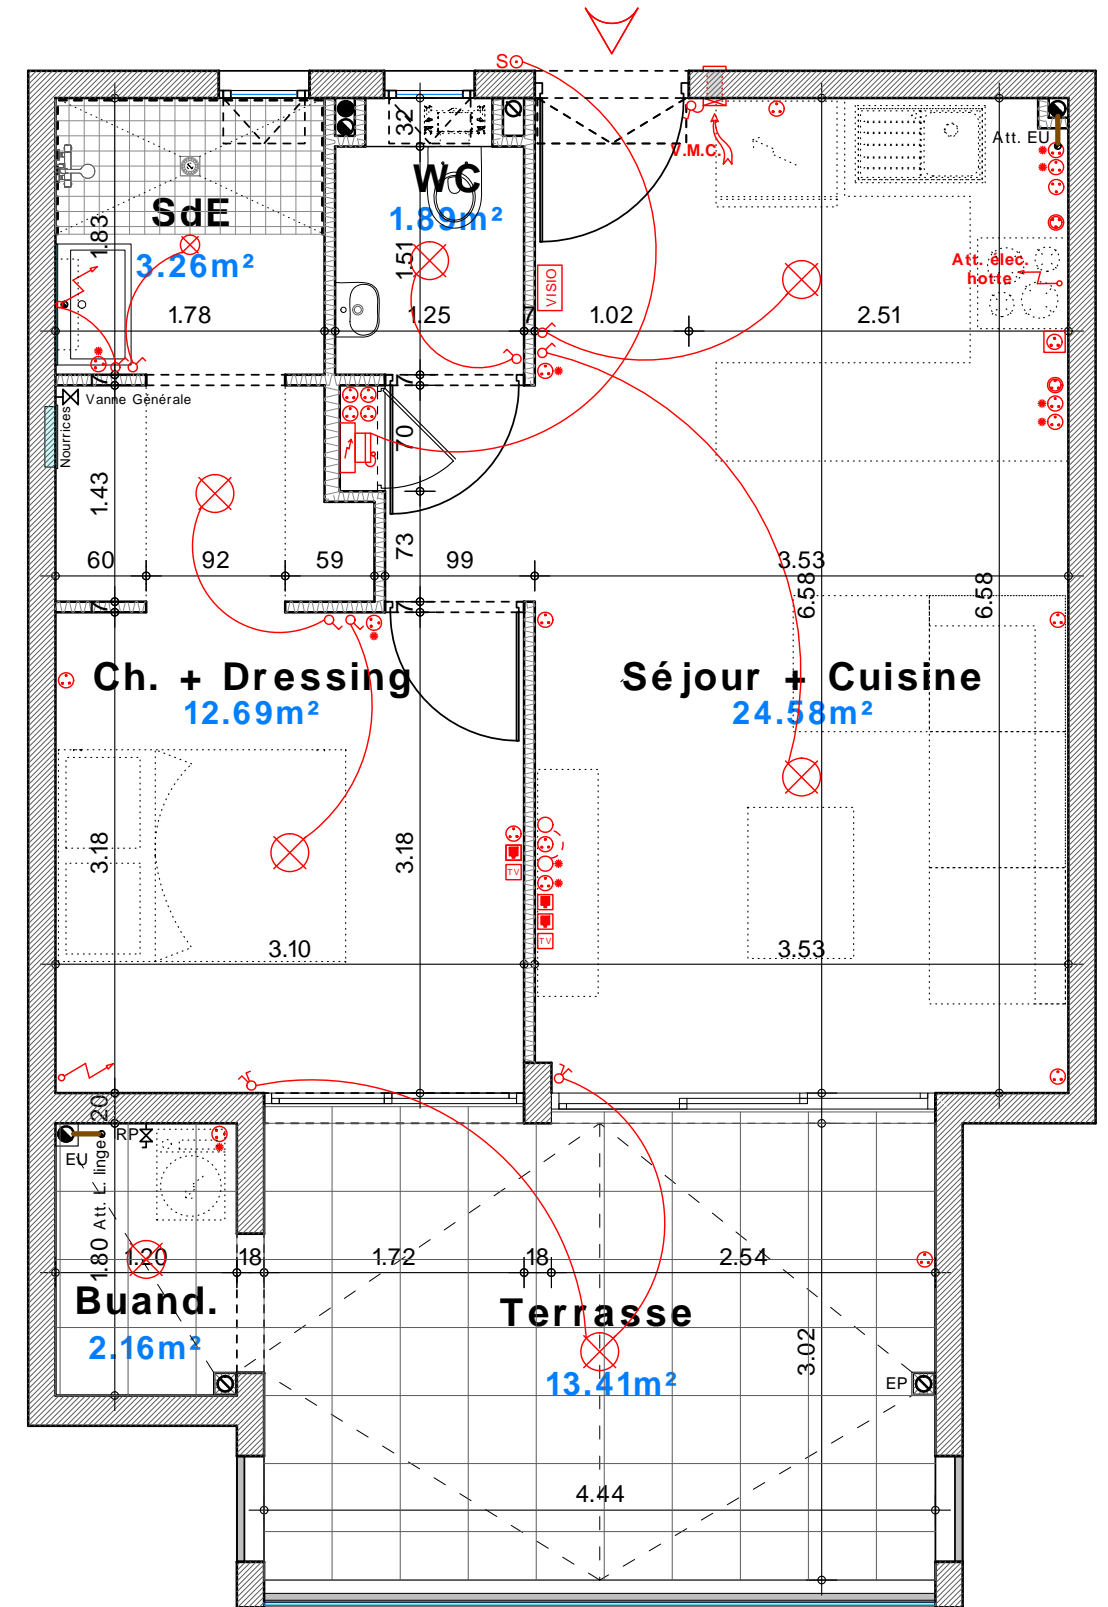 S
32
Att. EU
V.M.C.
WC
1.89m²
SdE
3.26m²
1.83
1.51
Att. élec.
hotte
VISIO
1.78
1.25
7
1.02
2.51
7
7
Vanne Générale
Nourrices
70
1.43
73
60
92
59
99
3.53
6.58
6.58
7
7
Ch. + Dressing
12.69m²
Séjour + Cuisine
24.58m²
3.18
3.18
TV
TV
3.10
3.53
20
RP
EU
Att. L. linge
1.80
1.20
18
1.72
18
2.54
Buand.
2.16m²
Terrasse
13.41m²
3.02
EP
4.44